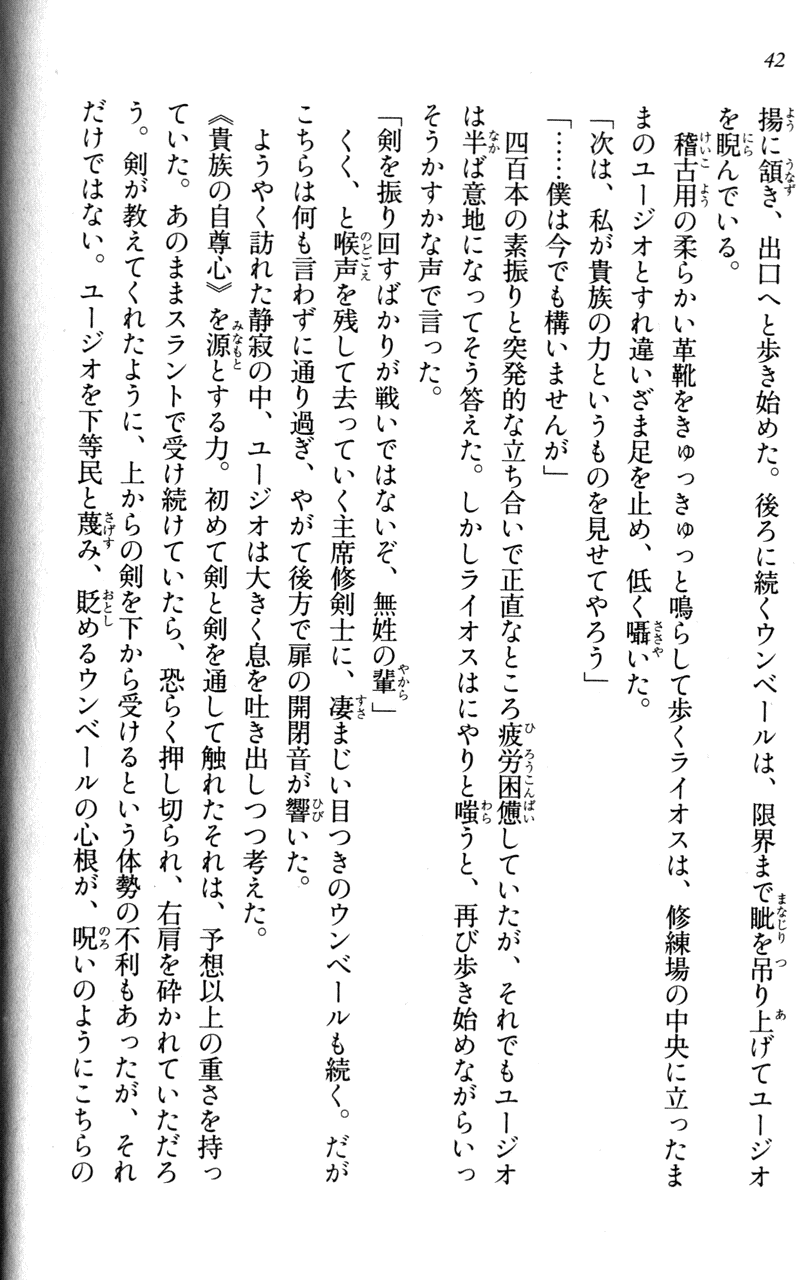 42
揚に頷き、出口へと歩き始めた。後ろに続くウンベールは、限界まで眦を吊り上げてユージオ
を睨んでいる。
稽古用の柔らかい革靴をきゅっきゅっと鳴らして歩くライオスは、修練場の中央に立ったま
まのユージオとすれ違いざま足を止め、低く囁いた。
「次は、私が貴族の力というものを見せてやろう」
「……僕は今でも構いませんが」
四百本の素振りと突発的な立ち合いで正直なところ疲労困憊していたが、それでもユージオ
は半ば意地になってそう答えた。しかしライオスはにやりと嗤うと、再び歩き始めながらいっ
そうかすかな声で言った。
「剣を振り回すばかりが戦いではないぞ、無姓の輩」
くく、と喉声を残して去っていく主席修剣士に、凄まじい目つきのウンベールも続く。だが
こちらは何も言わずに通り過ぎ、やがて後方で扉の開閉音が響いた。
ようやく訪れた静寂の中、ユージオは大きく息を吐き出しつつ考えた。
《貴族の自尊心》を源とする力。初めて剣と剣を通して触れたそれは、予想以上の重さを持っ
ていた。あのままスラントで受け続けていたら、恐らく押し切られ、右肩を砕かれていただろ
う。剣が教えてくれたように、上からの剣を下から受けるという体勢の不利もあったが、それ
だけではない。ユージオを下等民と蔑み、貶めるウンベールの心根が、呪いのようにこちらの